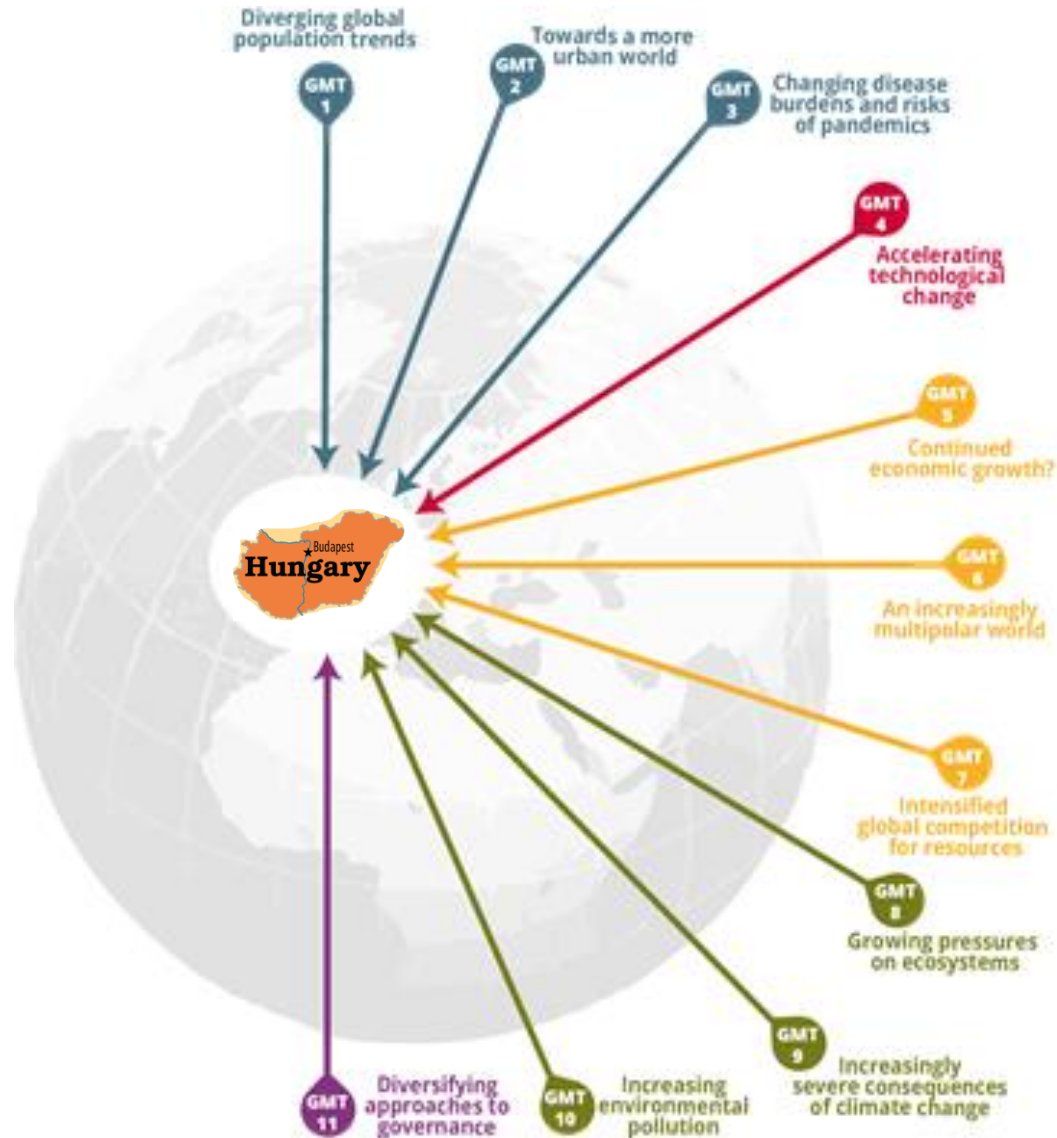 Diverging global
population trends
GMT
1
Towards a more
urban world
GMT
2
Changing disease
burdens and risks
of pandemics
GMT
3
GMT
4
Accelerating
technological
change
GMT
5
Continued
economic growth?
GMT
6
An increasingly
multipolar world
GMT
7
Intensified
global competition
for resources
GMT
8
Growing pressures
on ecosystems
GMT
9
Increasingly
severe consequences
of climate change
GMT
10
Increasing
environmental
pollution
GMT
11
Diversifying
approaches to
governance
Budapest
Hungary